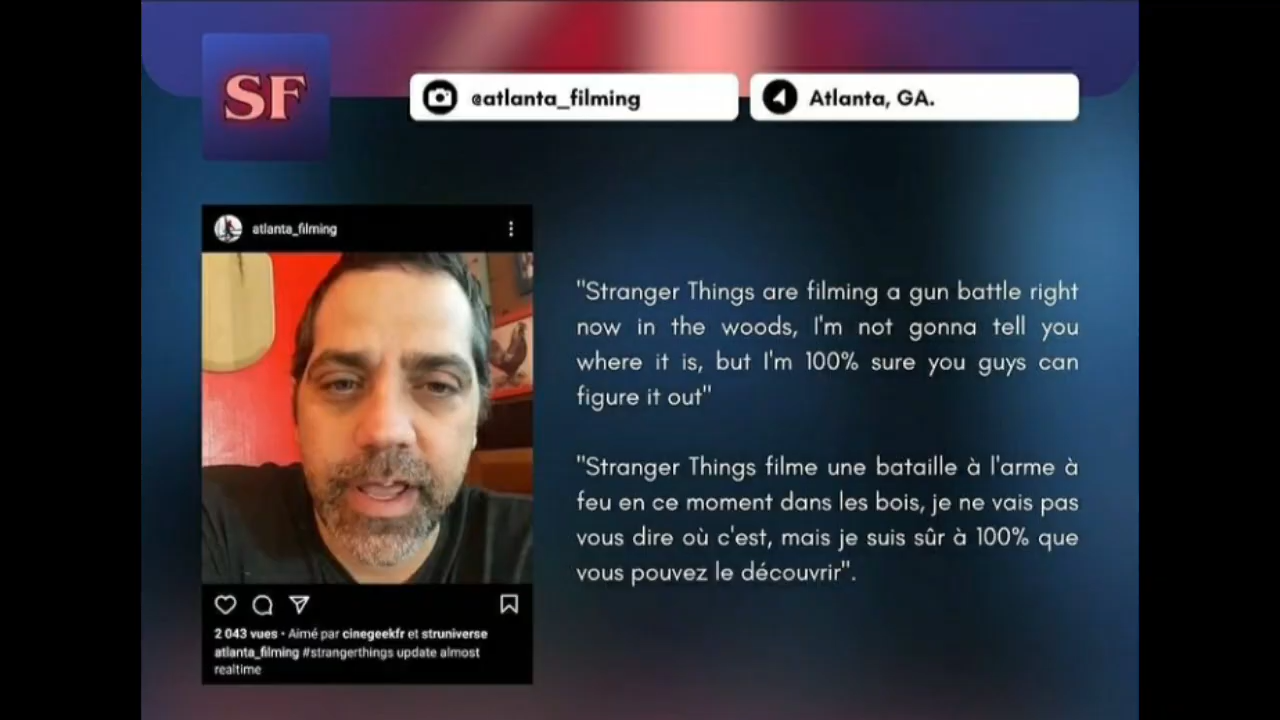 SF
@atlanta_filming
Atlanta, GA.
atlanta_filming
"Stranger Things are filming a gun battle right
now in the woods, I'm not gonna tell you
where it is, but I'm 100% sure you guys can
figure it out"
"Stranger Things filme une bataille à l'arme à
feu en ce moment dans les bois, je ne vais pas
vous dire où c'est, mais je suis sûr à 100% que
vous pouvez le découvrir".
2 043 vues • Aimé par cinegeekfr et struniverse
atlanta_filming #strangerthings update almost
realtime